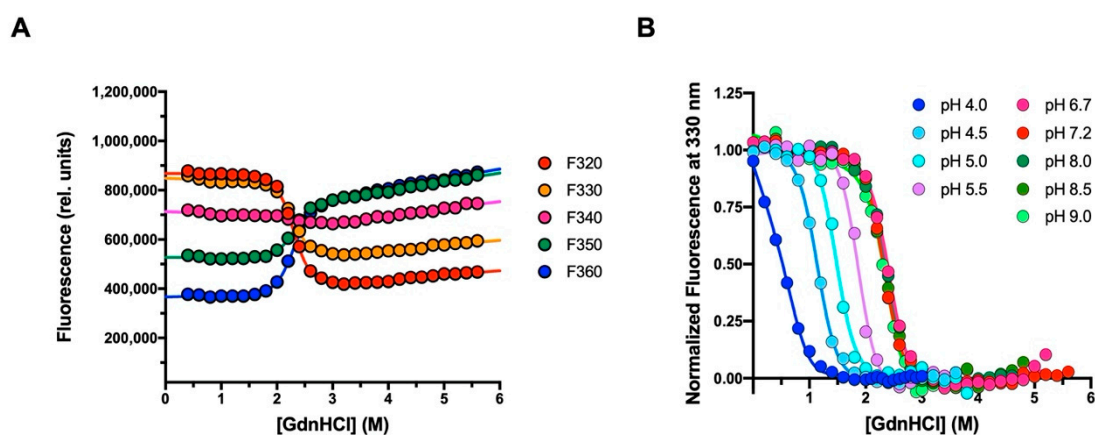 A
Fluorescence (rel. units)
1,200,000
1,000,000
800,000
600,000
400,000
200,000
0 1 2 3 4 5 6
[GdnHCl] (M)
F320
F330
F340
F350
F360
B
Normalized Fluorescence at 330 nm
1.25
1.00
0.75
0.50
0.25
0.00
0 1 2 3 4 5 6
[GdnHCl] (M)
pH 4.0
pH 4.5
pH 5.0
pH 5.5
pH 6.7
pH 7.2
pH 8.0
pH 8.5
pH 9.0